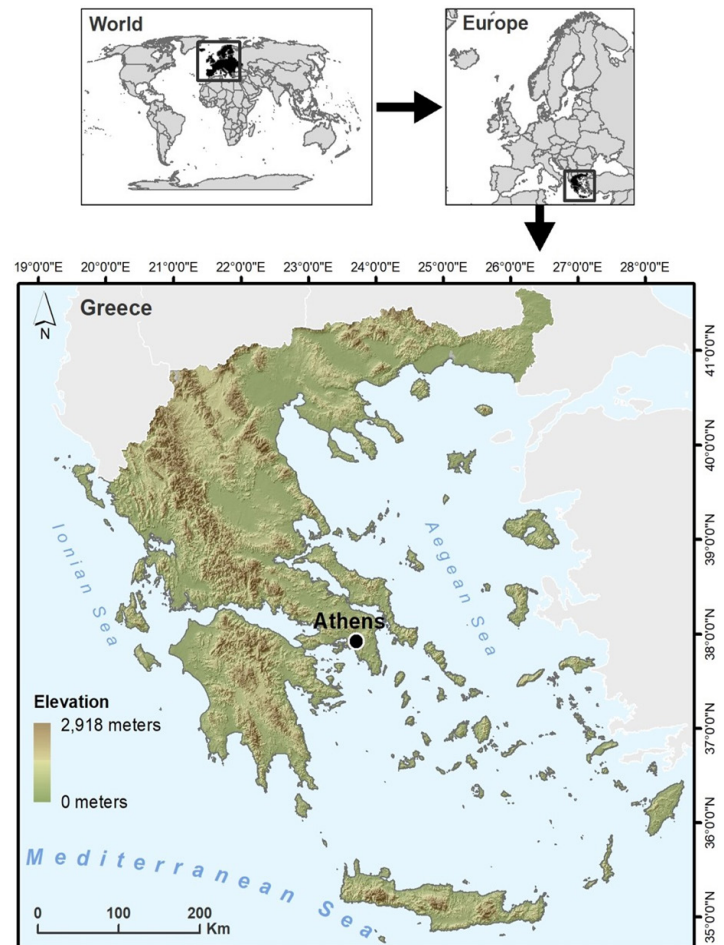 World
Europe
19°0'0"E 20°0'0"E 21°0'0"E 22°0'0"E 23°0'0"E 24°0'0"E 25°0'0"E 26°0'0"E 27°0'0"E 28°0'0"E
Greece
N
41°0'0"N
40°0'0"N
39°0'0"N
38°0'0"N
37°0'0"N
36°0'0"N
35°0'0"N
Ionian Sea
Aegean Sea
Athens
Elevation
2,918 meters
0 meters
Mediterranean Sea
0 100 200
Km